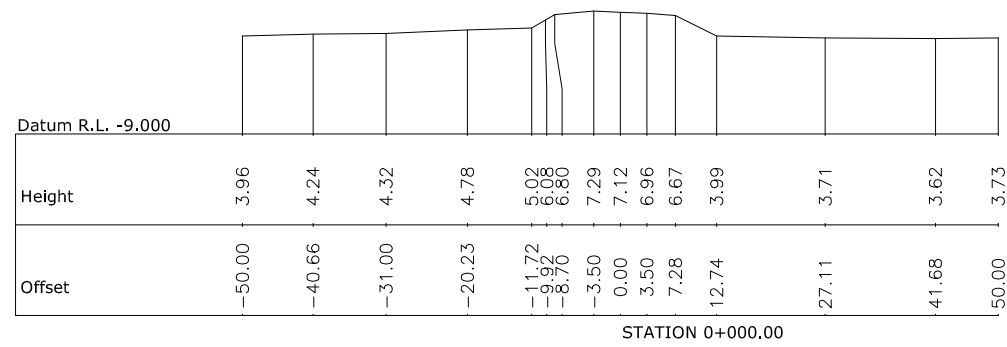 Datum R.L. -9.000
Height 3.96 4.24 4.32 4.78 5.02 6.08 6.80 7.29 7.12 6.96 6.67 3.99 3.71 3.62 3.73
Offset -50.00 -40.66 -31.00 -20.23 -11.72 -9.92 -8.70 -3.50 0.00 3.50 7.28 12.74 27.11 41.68 50.00
STATION 0+000.00